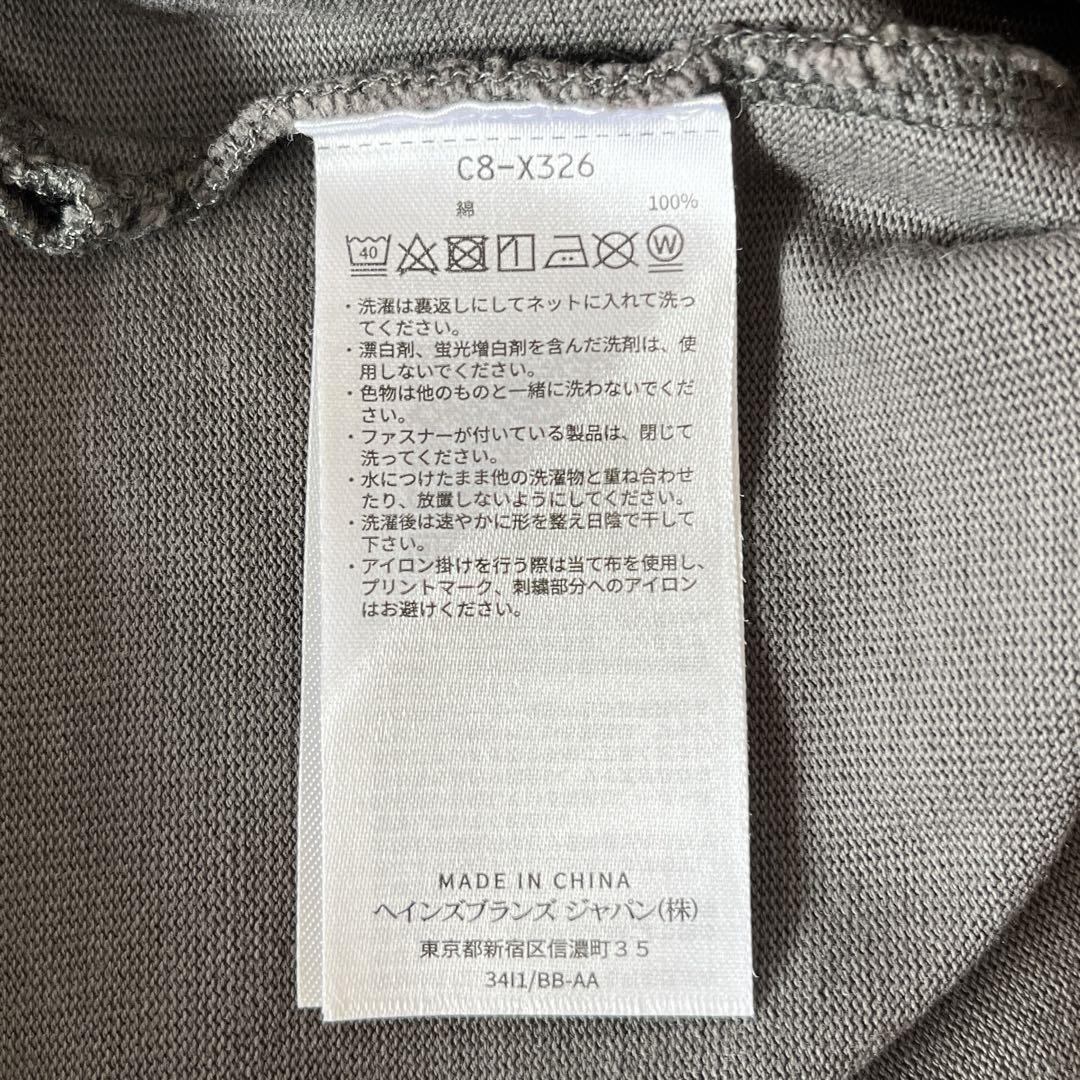 C8-X326
綿 100%
40 W
・洗濯は裏返しにしてネットに入れて洗っ
てください。
・漂白剤、蛍光増白剤を含んだ洗剤は、使
用しないでください。
・色物は他のものと一緒に洗わないでくだ
さい。
・ファスナーが付いている製品は、閉じて
洗ってください。
・水につけたまま他の洗濯物と重ね合わせ
たり、放置しないようにしてください。
・洗濯後は速やかに形を整え日陰で干して
下さい。
・アイロン掛けを行う際は当て布を使用し、
プリントマーク、刺繍部分へのアイロン
はお避けください。
MADE IN CHINA
ヘインズブランズ ジャパン(株)
東京都新宿区信濃町３５
34I1/BB-AA